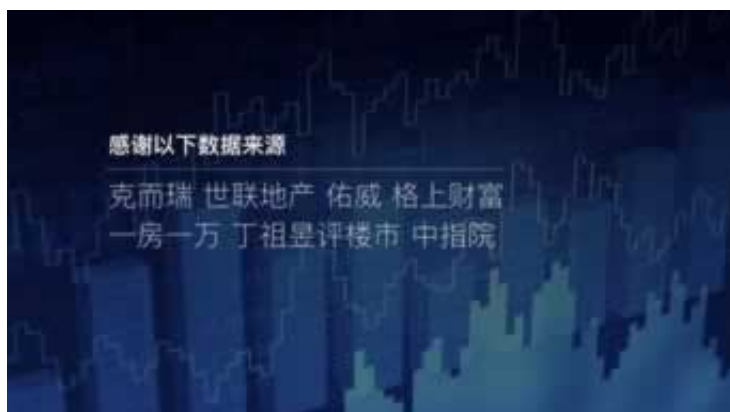 感谢以下数据来源
克而瑞 世联地产 佑威 格上财富
一房一万 丁祖昱评楼市 中指院